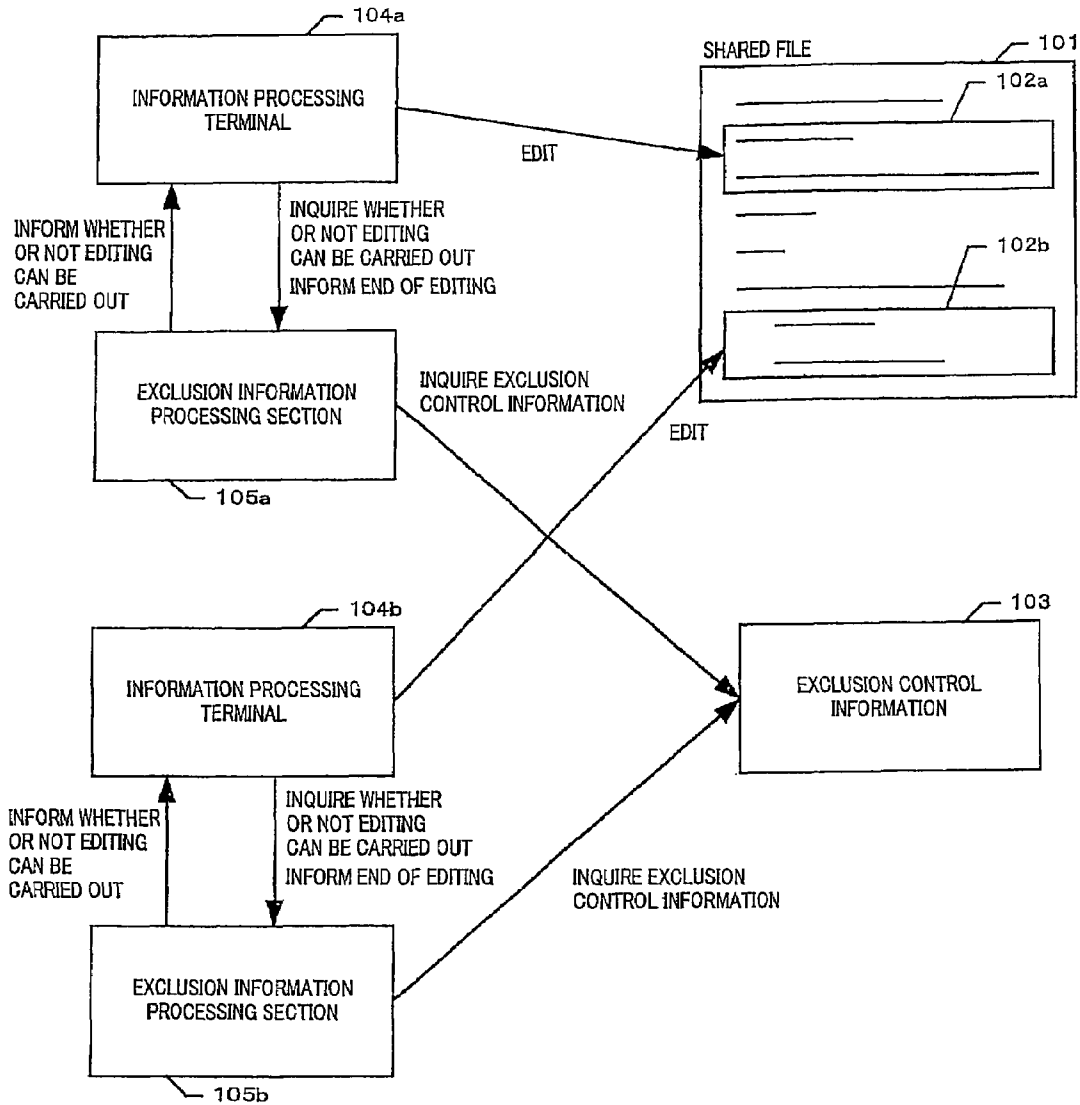 104a
INFORMATION PROCESSING
TERMINAL
SHARED FILE
101
102a
EDIT
INFORM WHETHER
OR NOT EDITING
CAN BE
CARRIED OUT
INQUIRE WHETHER
OR NOT EDITING
CAN BE CARRIED OUT
INFORM END OF EDITING
102b
EXCLUSION INFORMATION
PROCESSING SECTION
105a
INQUIRE EXCLUSION
CONTROL INFORMATION
EDIT
104b
INFORMATION PROCESSING
TERMINAL
103
EXCLUSION CONTROL
INFORMATION
INFORM WHETHER
OR NOT EDITING
CAN BE
CARRIED OUT
INQUIRE WHETHER
OR NOT EDITING
CAN BE CARRIED OUT
INFORM END OF EDITING
INQUIRE EXCLUSION
CONTROL INFORMATION
EXCLUSION INFORMATION
PROCESSING SECTION
105b